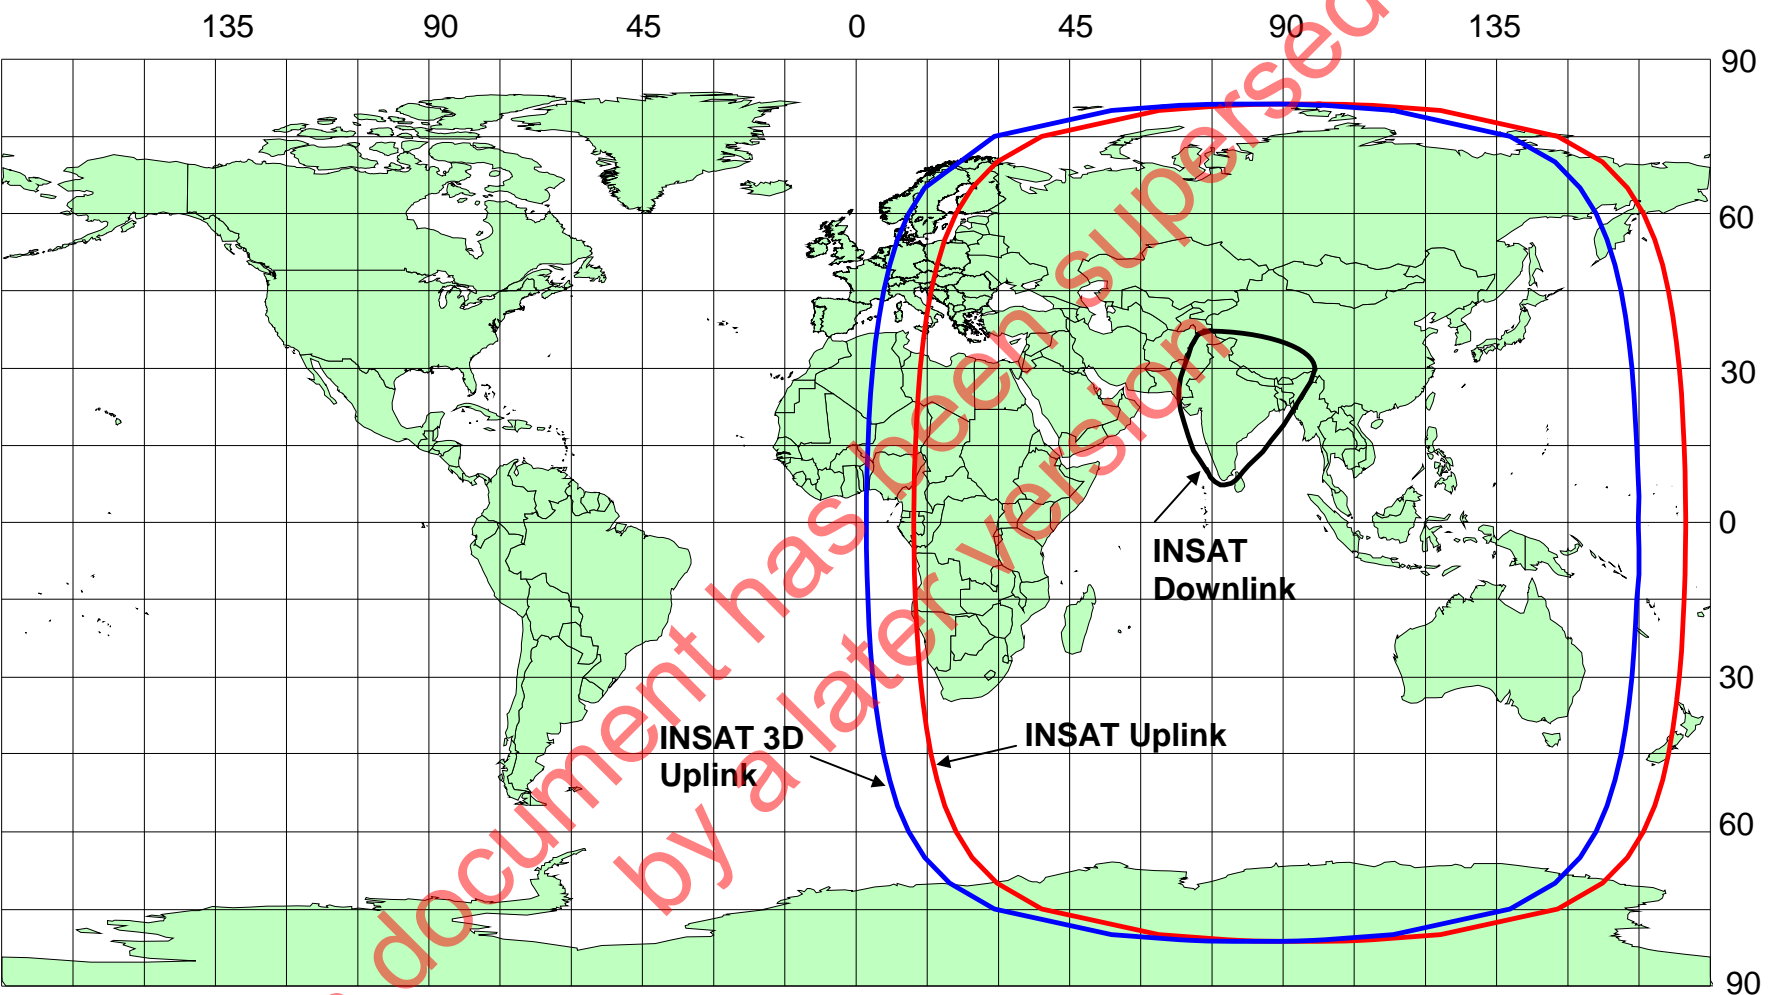 135 90 45 0 45 90 135
90
60
30
0
30
60
90
INSAT
Downlink
INSAT 3D
Uplink
INSAT Uplink
document has been superseded
by a later version